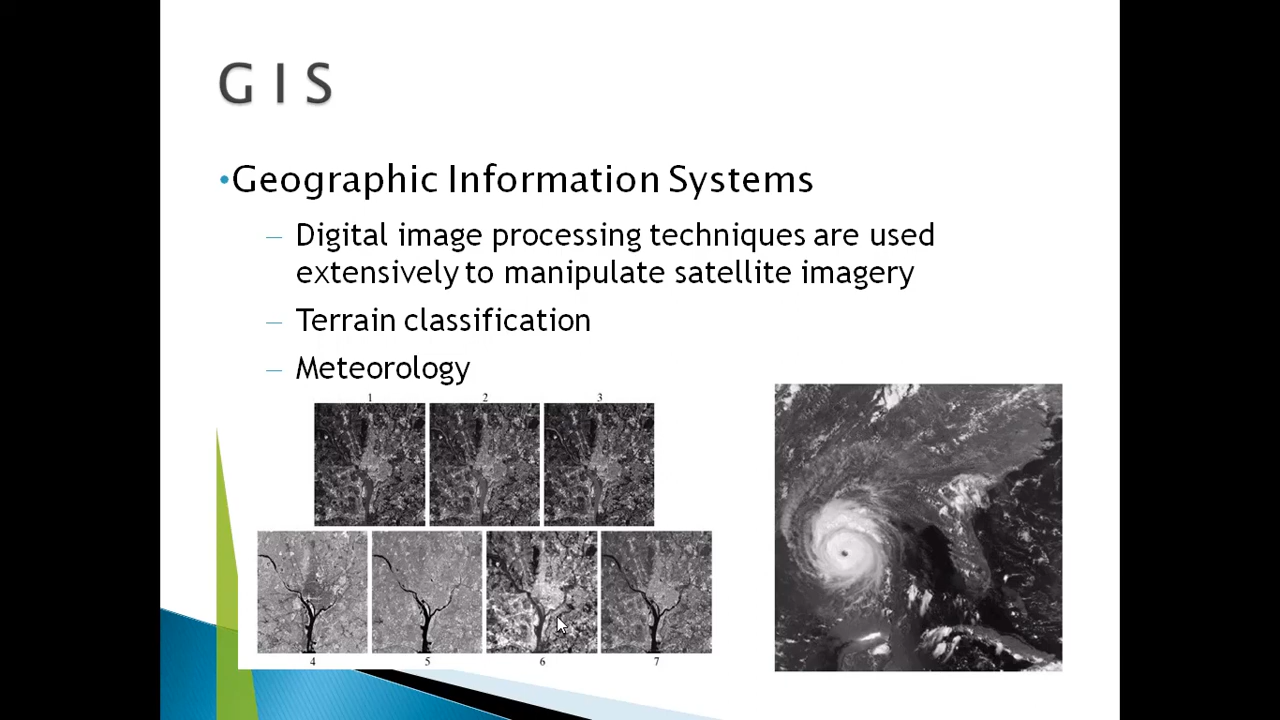 G I S
•Geographic Information Systems
– Digital image processing techniques are used
extensively to manipulate satellite imagery
– Terrain classification
– Meteorology
1 2 3
4 5 6 7